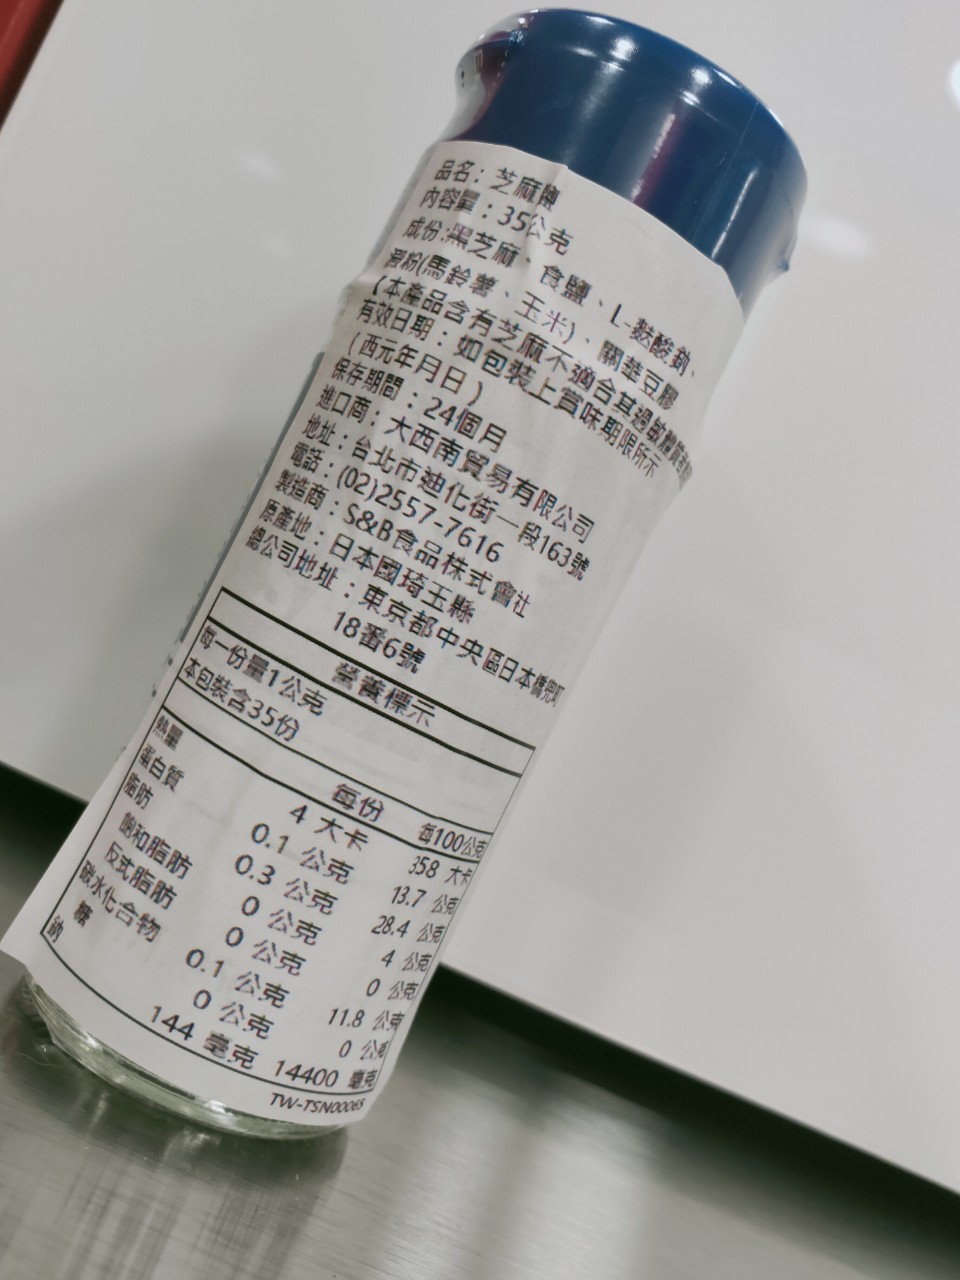 品名：芝麻鹽
內容量：35公克
成份:黑芝麻、食鹽、L-麩酸鈉、
澱粉(馬鈴薯、玉米)、關華豆膠
(本產品含有芝麻不適合其過敏體質者
有效日期：如包裝上賞味期限所示
(西元年月日)
保存期間：24個月
進口商：大西南貿易有限公司
地址：台北市迪化街一段163號
電話：(02)2557-7616
製造商：S&B食品株式會社
原產地：日本國琦玉縣
總公司地址：東京都中央區日本橋兜町
18番6號
營養標示
每一份量1公克
本包裝含35份
每份 每100公克
熱量 4 大卡 358 大卡
蛋白質 0.1 公克 13.7 公克
脂肪 0.3 公克 28.4 公克
飽和脂肪 0 公克 4 公克
反式脂肪 0 公克 0 公克
碳水化合物 0.1 公克 11.8 公克
糖 0 公克 0 公克
鈉 144 毫克 14400 毫克
TW-TSN00065